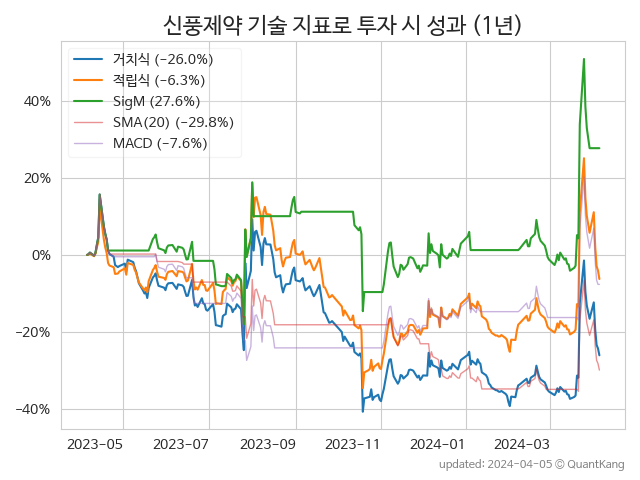 신풍제약 기술 지표로 투자 시 성과 (1년)
거치식 (−26.0%)
적립식 (−6.3%)
SigM (27.6%)
SMA(20) (−29.8%)
MACD (−7.6%)
40%
20%
0%
−20%
−40%
2023−05 2023−07 2023−09 2023−11 2024−01 2024−03
updated: 2024−04−05 © QuantKang